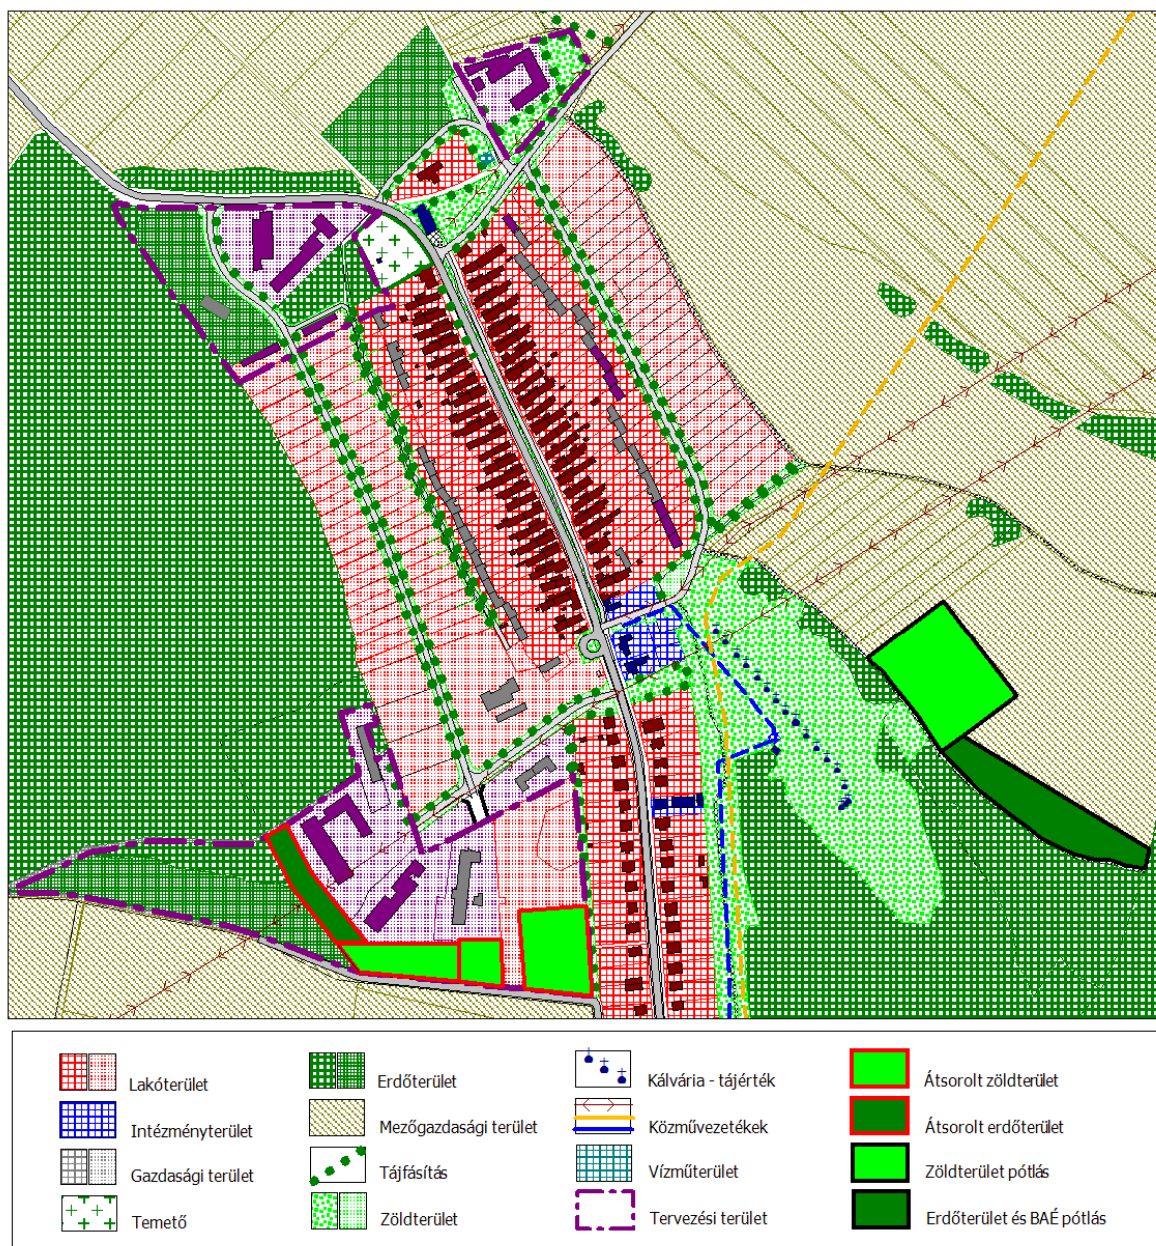 Lakóterület
Erdőterület
Kálvária - tájérték
Átsorolt zöldterület
Intézményterület
Mezőgazdasági terület
Közművezetékek
Átsorolt erdőterület
Gazdasági terület
Tájfásítás
Vízműterület
Zöldterület pótlás
Temető
Zöldterület
Tervezési terület
Erdőterület és BAÉ pótlás